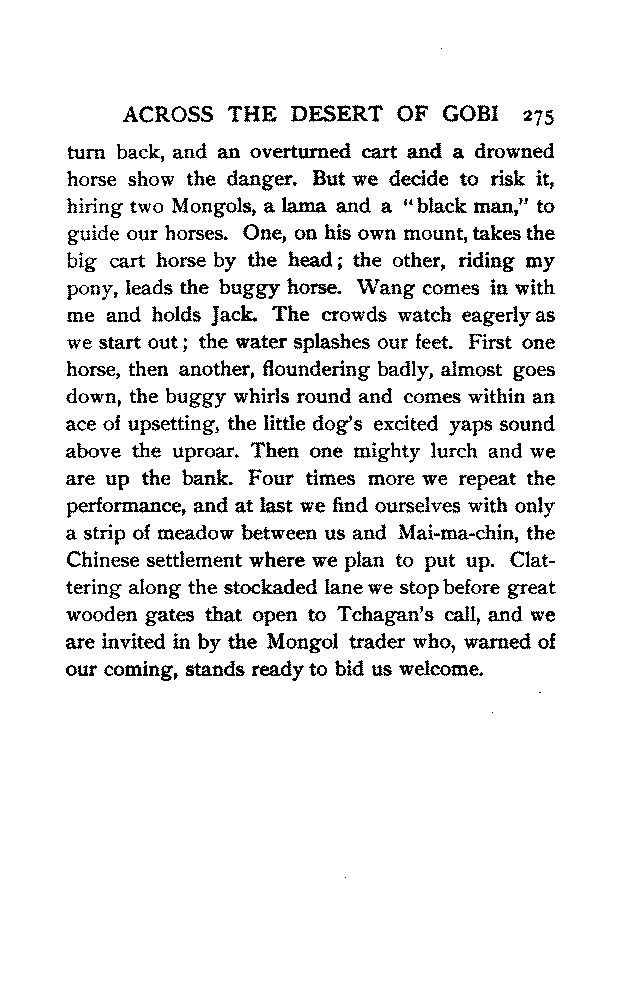 ACROSS THE DESERT OF GOBI 275
turn back, and an overturned cart and a drowned
horse show the danger. But we decide to risk it,
hiring two Mongols, a lama and a "black man," to
guide our horses. One, on his own mount, takes the
big cart horse by the head; the other, riding my
pony, leads the buggy horse. Wang comes in with
me and holds Jack. The crowds watch eagerly as
we start out; the water splashes our feet. First one
horse, then another, floundering badly, almost goes
down, the buggy whirls round and comes within an
ace of upsetting, the little dog's excited yaps sound
above the uproar. Then one mighty lurch and we
are up the bank. Four times more we repeat the
performance, and at last we find ourselves with only
a strip of meadow between us and Mai-ma-chin, the
Chinese settlement where we plan to put up. Clat-
tering along the stockaded lane we stop before great
wooden gates that open to Tchagan's call, and we
are invited in by the Mongol trader who, warned of
our coming, stands ready to bid us welcome.